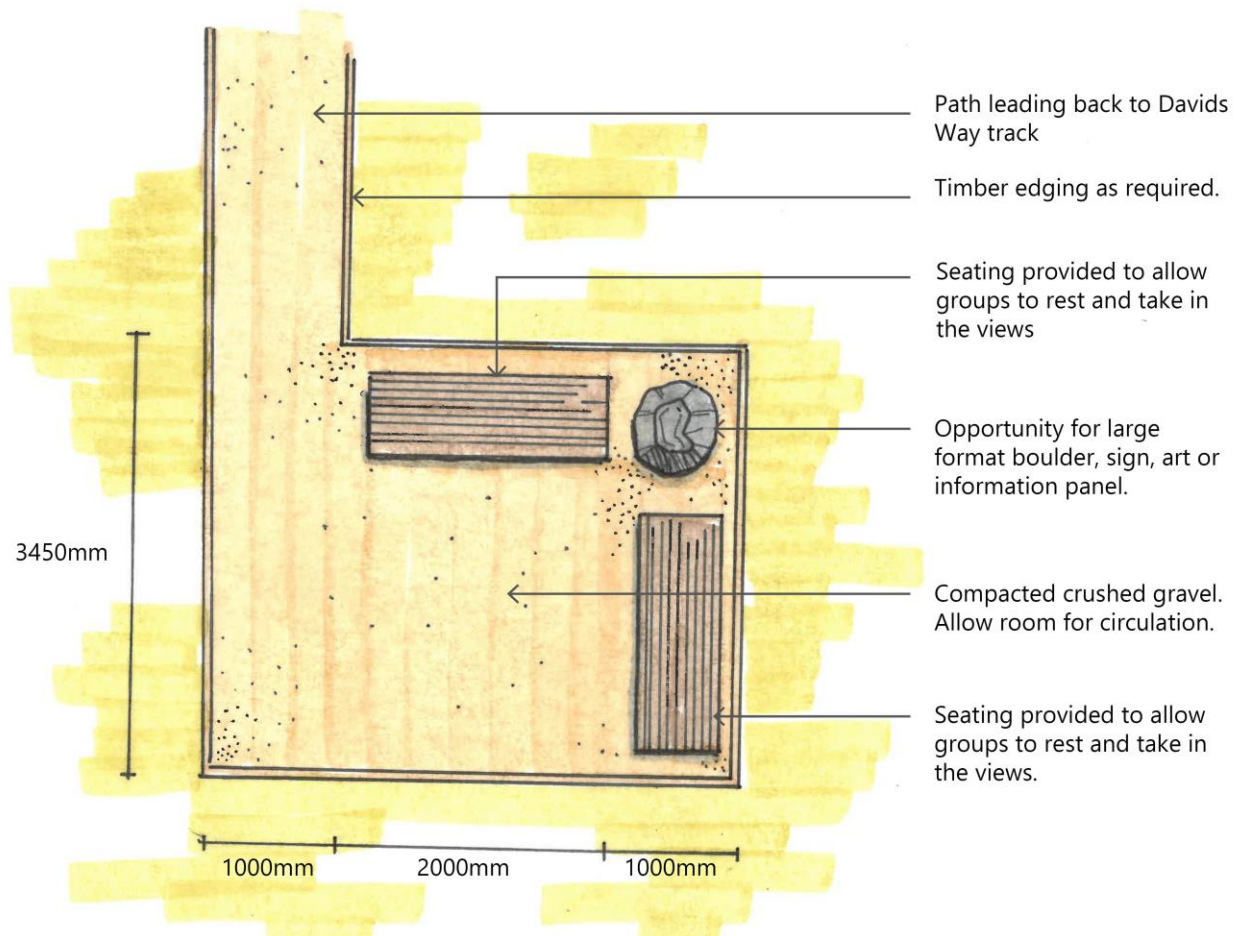 Path leading back to Davids
Way track
Timber edging as required.
Seating provided to allow
groups to rest and take in
the views
Opportunity for large
format boulder, sign, art or
information panel.
3450mm
Compacted crushed gravel.
Allow room for circulation.
Seating provided to allow
groups to rest and take in
the views.
1000mm
2000mm
1000mm